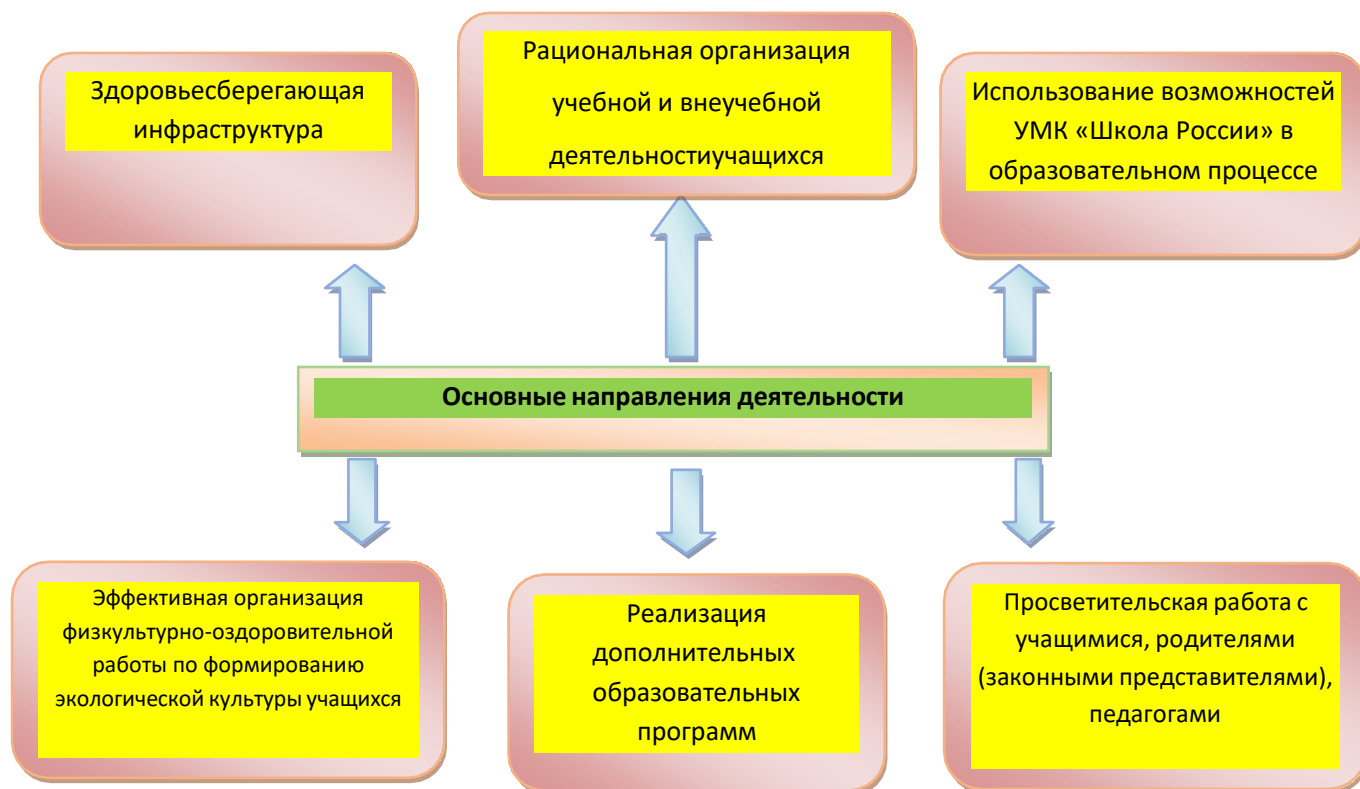 Здоровьесберегающая
инфраструктура
Рациональная организация
учебной и внеучебной
деятельностиучащихся
Использование возможностей
УМК «Школа России» в
образовательном процессе
Основные направления деятельности
Эффективная организация
физкультурно-оздоровительной
работы по формированию
экологической культуры учащихся
Реализация
дополнительных
образовательных
программ
Просветительская работа с
учащимися, родителями
(законными представителями),
педагогами